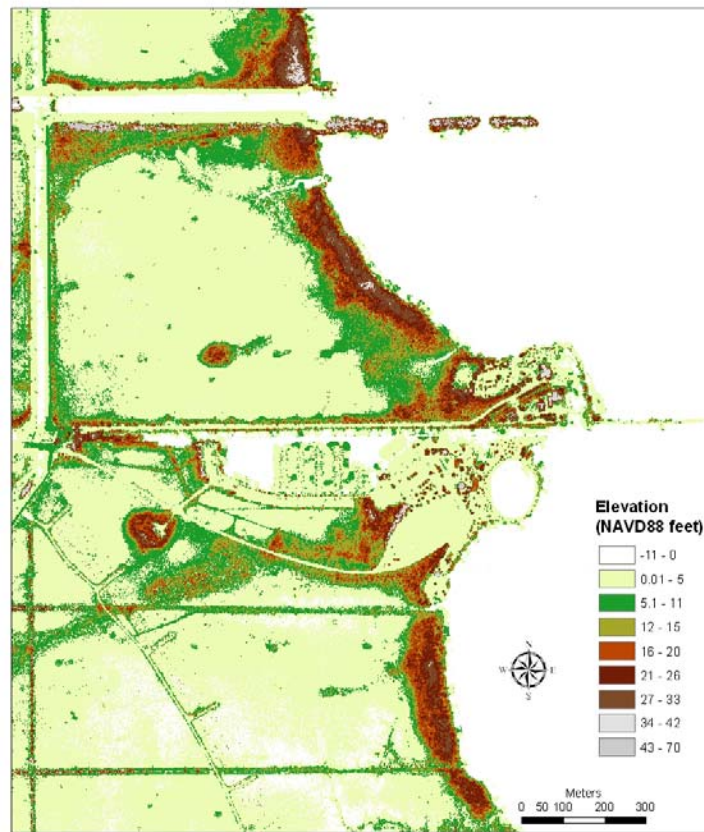 Elevation
(NAVD88 feet)
-11 - 0
0.01 - 5
5.1 - 11
12 - 15
16 - 20
21 - 26
27 - 33
34 - 42
43 - 70
N
W E
S
Meters
0 50 100 200 300